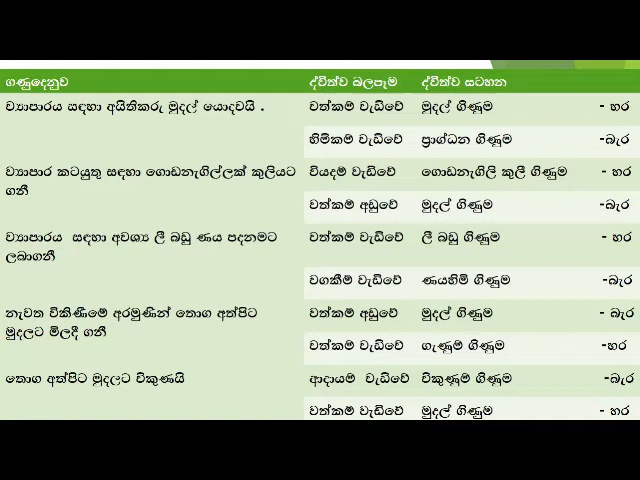 ගණුදෙනුව ද්විත්ව බලපෑම ද්විත්ව සටහන
ව්‍යාපාරය සඳහා අයිතිකරු මුදල් යොදවයි . වත්කම් වැඩිවේ මුදල් ගිණුම - හර
හිමිකම් වැඩිවේ ප්‍රාග්ධන ගිණුම -බැර
ව්‍යාපාර කටයුතු සඳහා ගොඩනැගිල්ලක් කුලියට වියදම් වැඩිවේ ගොඩනැගිලි කුලී ගිණුම - හර
ගනී
වත්කම් අඩුවේ මුදල් ගිණුම -බැර
ව්‍යාපාරය සඳහා අවශ්‍ය ලී බඩු ණය පදනමට වත්කම් වැඩිවේ ලී බඩු ගිණුම - හර
ලබාගනී
වගකීම් වැඩිවේ ණයහිමි ගිණුම -බැර
නැවත විකිණීමේ අරමුණින් තොග අත්පිට වත්කම් අඩුවේ මුදල් ගිණුම - බැර
මුදලට මිලදී ගනී
වත්කම් වැඩිවේ ගැණුම් ගිණුම -හර
තොග අත්පිට මුදලට විකුණයි ආදායම් වැඩිවේ විකුණුම් ගිණුම -බැර
වත්කම් වැඩිවේ මුදල් ගිණුම - හර